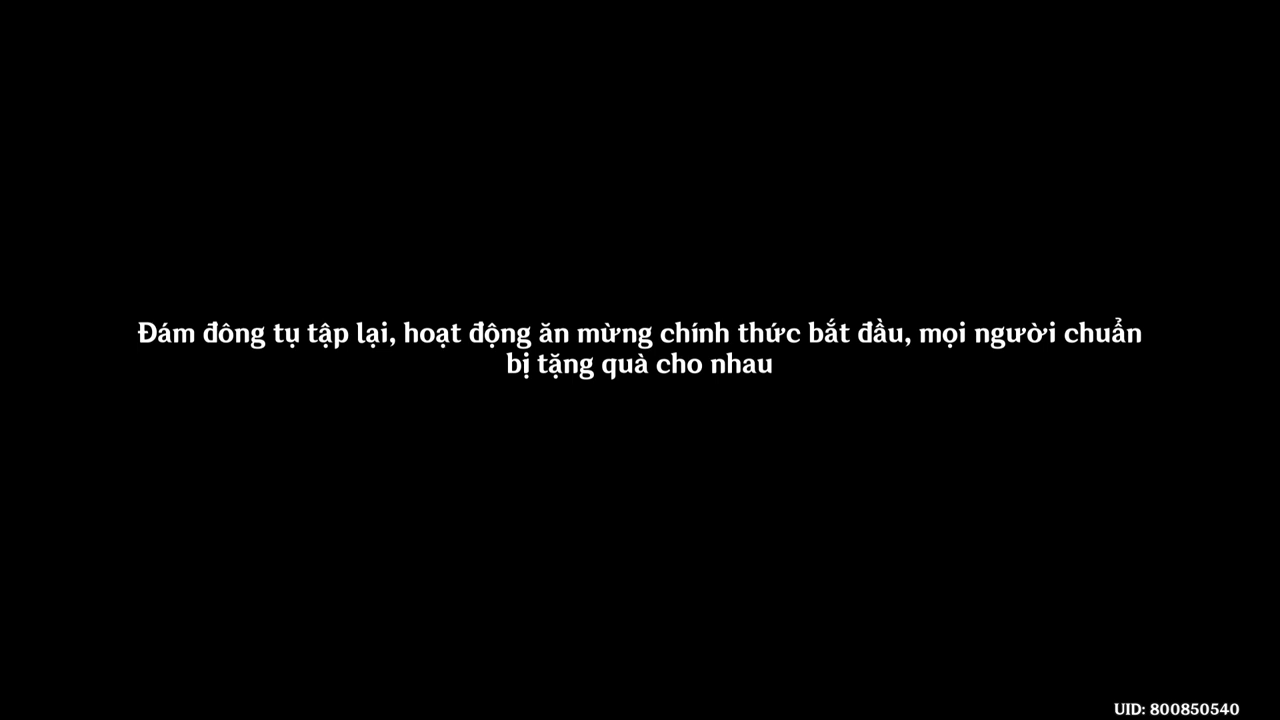 Đám đông tụ tập lại, hoạt động ăn mừng chính thức bắt đầu, mọi người chuẩn
bị tặng quà cho nhau
UID: 800850540